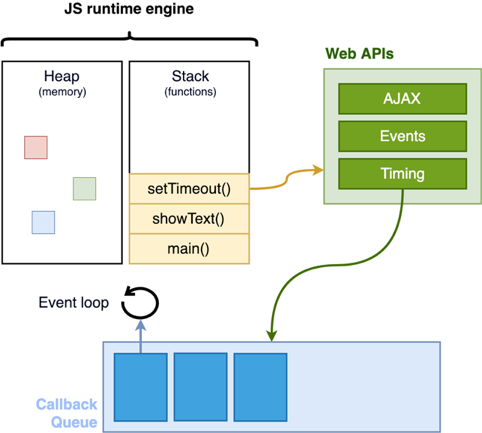 JS runtime engine
Heap
(memory)
Stack
(functions)
setTimeout()
showText()
main()
Web APIs
AJAX
Events
Timing
Event loop
Callback
Queue